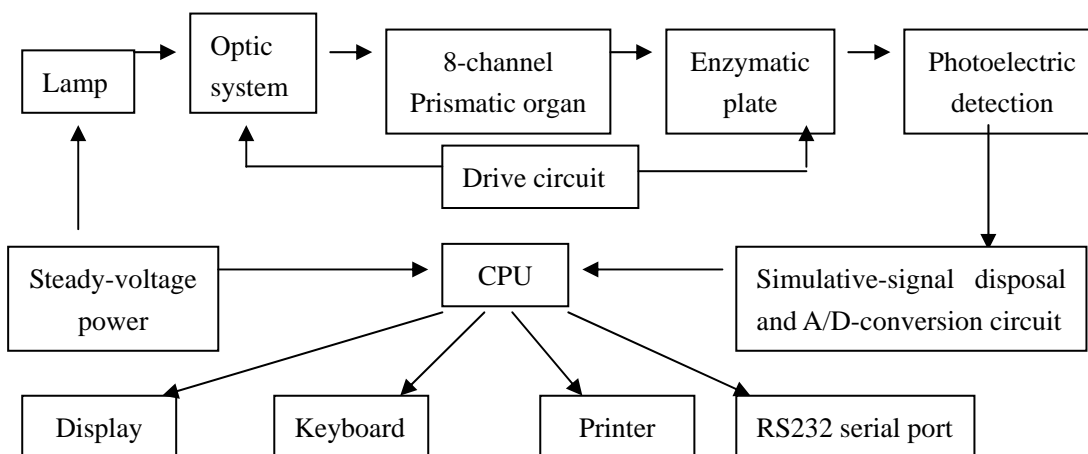 Lamp
Optic
system
8-channel
Prismatic organ
Enzymatic
plate
Photoelectric
detection
Drive circuit
Steady-voltage
power
CPU
Simulative-signal disposal
and A/D-conversion circuit
Display
Keyboard
Printer
RS232 serial port